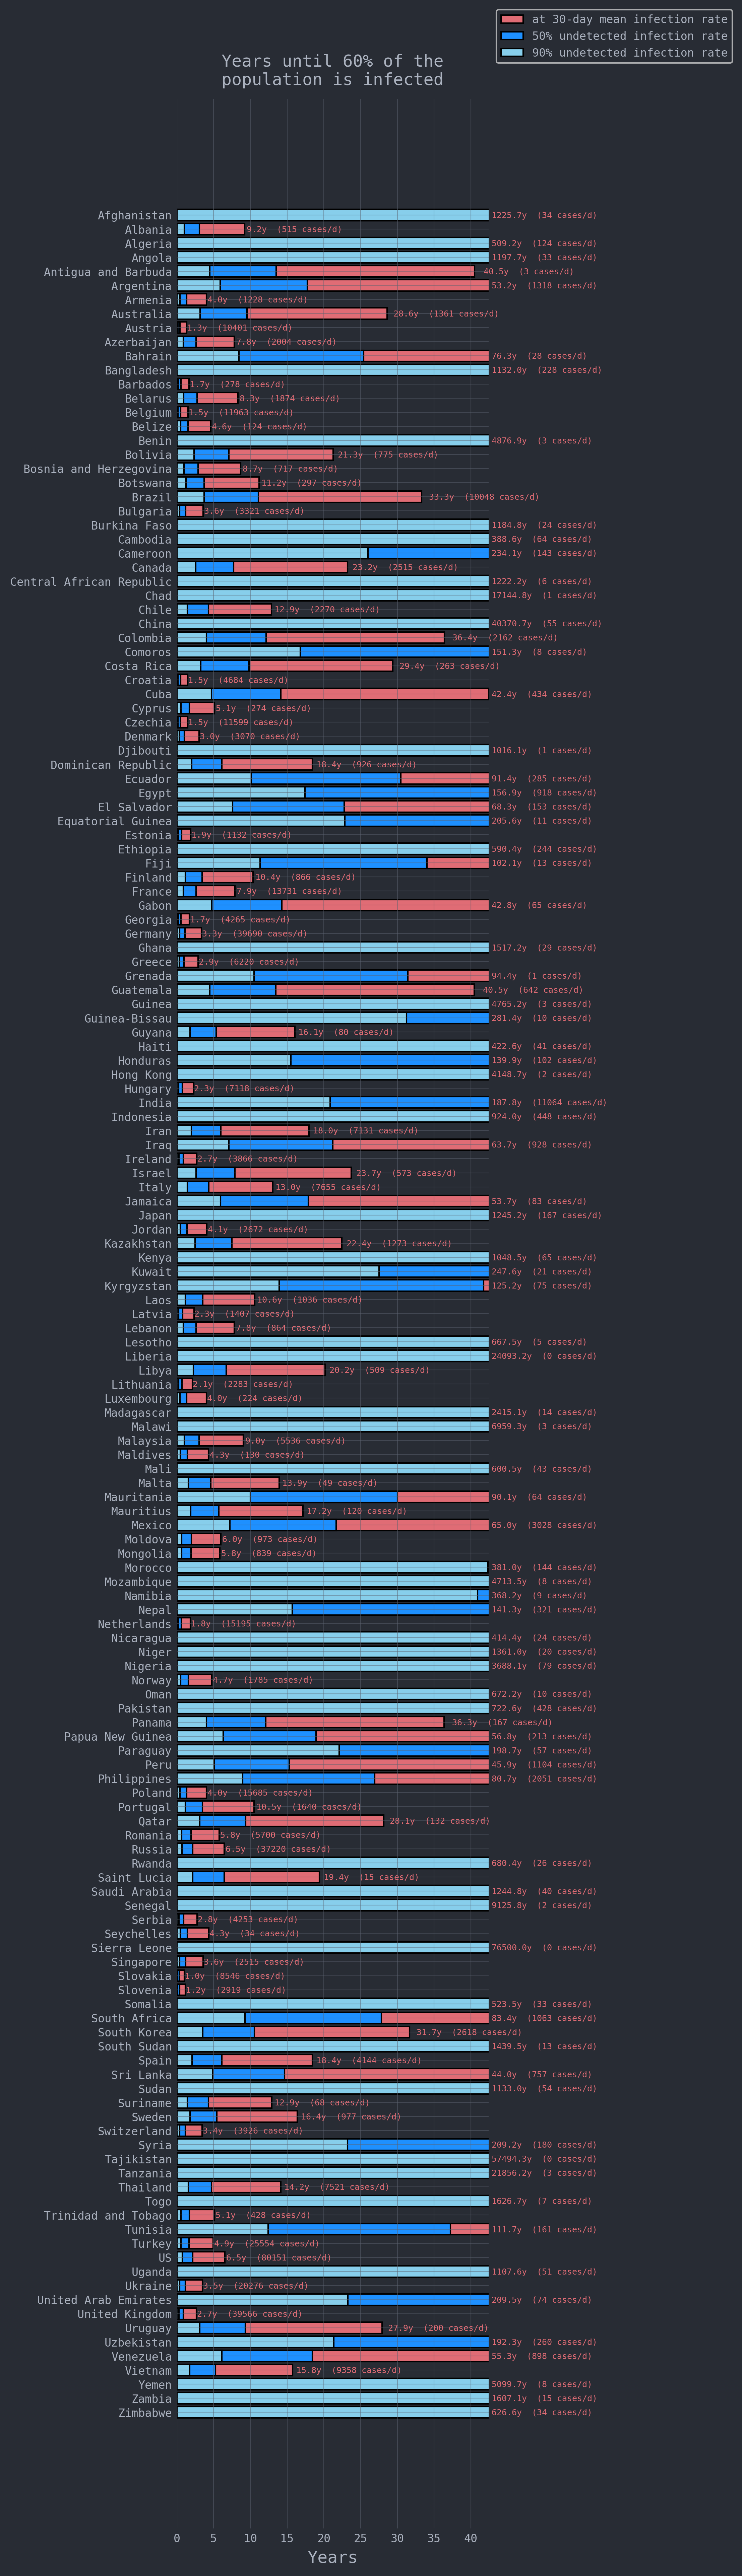 at 30-day mean infection rate
50% undetected infection rate
90% undetected infection rate
Years until 60% of the
population is infected
Afghanistan 1225.7y (34 cases/d)
Albania 9.2y (515 cases/d)
Algeria 509.2y (124 cases/d)
Angola 1197.7y (33 cases/d)
Antigua and Barbuda 40.5y (3 cases/d)
Argentina 53.2y (1318 cases/d)
Armenia 4.0y (1228 cases/d)
Australia 28.6y (1361 cases/d)
Austria 1.3y (10401 cases/d)
Azerbaijan 7.8y (2004 cases/d)
Bahrain 76.3y (28 cases/d)
Bangladesh 1132.0y (228 cases/d)
Barbados 1.7y (278 cases/d)
Belarus 8.3y (1874 cases/d)
Belgium 1.5y (11963 cases/d)
Belize 4.6y (124 cases/d)
Benin 4876.9y (3 cases/d)
Bolivia 21.3y (775 cases/d)
Bosnia and Herzegovina 8.7y (717 cases/d)
Botswana 11.2y (297 cases/d)
Brazil 33.3y (10048 cases/d)
Bulgaria 3.6y (3321 cases/d)
Burkina Faso 1184.8y (24 cases/d)
Cambodia 388.6y (64 cases/d)
Cameroon 234.1y (143 cases/d)
Canada 23.2y (2515 cases/d)
Central African Republic 1222.2y (6 cases/d)
Chad 17144.8y (1 cases/d)
Chile 12.9y (2270 cases/d)
China 40370.7y (55 cases/d)
Colombia 36.4y (2162 cases/d)
Comoros 151.3y (8 cases/d)
Costa Rica 29.4y (263 cases/d)
Croatia 1.5y (4684 cases/d)
Cuba 42.4y (434 cases/d)
Cyprus 5.1y (274 cases/d)
Czechia 1.5y (11599 cases/d)
Denmark 3.0y (3070 cases/d)
Djibouti 1016.1y (1 cases/d)
Dominican Republic 18.4y (926 cases/d)
Ecuador 91.4y (285 cases/d)
Egypt 156.9y (918 cases/d)
El Salvador 68.3y (153 cases/d)
Equatorial Guinea 205.6y (11 cases/d)
Estonia 1.9y (1132 cases/d)
Ethiopia 590.4y (244 cases/d)
Fiji 102.1y (13 cases/d)
Finland 10.4y (866 cases/d)
France 7.9y (13731 cases/d)
Gabon 42.8y (65 cases/d)
Georgia 1.7y (4265 cases/d)
Germany 3.3y (39690 cases/d)
Ghana 1517.2y (29 cases/d)
Greece 2.9y (6220 cases/d)
Grenada 94.4y (1 cases/d)
Guatemala 40.5y (642 cases/d)
Guinea 4765.2y (3 cases/d)
Guinea-Bissau 281.4y (10 cases/d)
Guyana 16.1y (80 cases/d)
Haiti 422.6y (41 cases/d)
Honduras 139.9y (102 cases/d)
Hong Kong 4148.7y (2 cases/d)
Hungary 2.3y (7118 cases/d)
India 187.8y (11064 cases/d)
Indonesia 924.0y (448 cases/d)
Iran 18.0y (7131 cases/d)
Iraq 63.7y (928 cases/d)
Ireland 2.7y (3866 cases/d)
Israel 23.7y (573 cases/d)
Italy 13.0y (7655 cases/d)
Jamaica 53.7y (83 cases/d)
Japan 1245.2y (167 cases/d)
Jordan 4.1y (2672 cases/d)
Kazakhstan 22.4y (1273 cases/d)
Kenya 1048.5y (65 cases/d)
Kuwait 247.6y (21 cases/d)
Kyrgyzstan 125.2y (75 cases/d)
Laos 10.6y (1036 cases/d)
Latvia 2.3y (1407 cases/d)
Lebanon 7.8y (864 cases/d)
Lesotho 667.5y (5 cases/d)
Liberia 24093.2y (0 cases/d)
Libya 20.2y (509 cases/d)
Lithuania 2.1y (2283 cases/d)
Luxembourg 4.0y (224 cases/d)
Madagascar 2415.1y (14 cases/d)
Malawi 6959.3y (3 cases/d)
Malaysia 9.0y (5536 cases/d)
Maldives 4.3y (130 cases/d)
Mali 600.5y (43 cases/d)
Malta 13.9y (49 cases/d)
Mauritania 90.1y (64 cases/d)
Mauritius 17.2y (120 cases/d)
Mexico 65.0y (3028 cases/d)
Moldova 6.0y (973 cases/d)
Mongolia 5.8y (839 cases/d)
Morocco 381.0y (144 cases/d)
Mozambique 4713.5y (8 cases/d)
Namibia 368.2y (9 cases/d)
Nepal 141.3y (321 cases/d)
Netherlands 1.8y (15195 cases/d)
Nicaragua 414.4y (24 cases/d)
Niger 1361.0y (20 cases/d)
Nigeria 3688.1y (79 cases/d)
Norway 4.7y (1785 cases/d)
Oman 672.2y (10 cases/d)
Pakistan 722.6y (428 cases/d)
Panama 36.3y (167 cases/d)
Papua New Guinea 56.8y (213 cases/d)
Paraguay 198.7y (57 cases/d)
Peru 45.9y (1104 cases/d)
Philippines 80.7y (2051 cases/d)
Poland 4.0y (15685 cases/d)
Portugal 10.5y (1640 cases/d)
Qatar 28.1y (132 cases/d)
Romania 5.8y (5700 cases/d)
Russia 6.5y (37220 cases/d)
Rwanda 680.4y (26 cases/d)
Saint Lucia 19.4y (15 cases/d)
Saudi Arabia 1244.8y (40 cases/d)
Senegal 9125.8y (2 cases/d)
Serbia 2.8y (4253 cases/d)
Seychelles 4.3y (34 cases/d)
Sierra Leone 76500.0y (0 cases/d)
Singapore 3.6y (2515 cases/d)
Slovakia 1.0y (8546 cases/d)
Slovenia 1.2y (2919 cases/d)
Somalia 523.5y (33 cases/d)
South Africa 83.4y (1063 cases/d)
South Korea 31.7y (2618 cases/d)
South Sudan 1439.5y (13 cases/d)
Spain 18.4y (4144 cases/d)
Sri Lanka 44.0y (757 cases/d)
Sudan 1133.0y (54 cases/d)
Suriname 12.9y (68 cases/d)
Sweden 16.4y (977 cases/d)
Switzerland 3.4y (3926 cases/d)
Syria 209.2y (180 cases/d)
Tajikistan 57494.3y (0 cases/d)
Tanzania 21856.2y (3 cases/d)
Thailand 14.2y (7521 cases/d)
Togo 1626.7y (7 cases/d)
Trinidad and Tobago 5.1y (428 cases/d)
Tunisia 111.7y (161 cases/d)
Turkey 4.9y (25554 cases/d)
US 6.5y (80151 cases/d)
Uganda 1107.6y (51 cases/d)
Ukraine 3.5y (20276 cases/d)
United Arab Emirates 209.5y (74 cases/d)
United Kingdom 2.7y (39566 cases/d)
Uruguay 27.9y (200 cases/d)
Uzbekistan 192.3y (260 cases/d)
Venezuela 55.3y (898 cases/d)
Vietnam 15.8y (9358 cases/d)
Yemen 5099.7y (8 cases/d)
Zambia 1607.1y (15 cases/d)
Zimbabwe 626.6y (34 cases/d)
0 5 10 15 20 25 30 35 40
Years